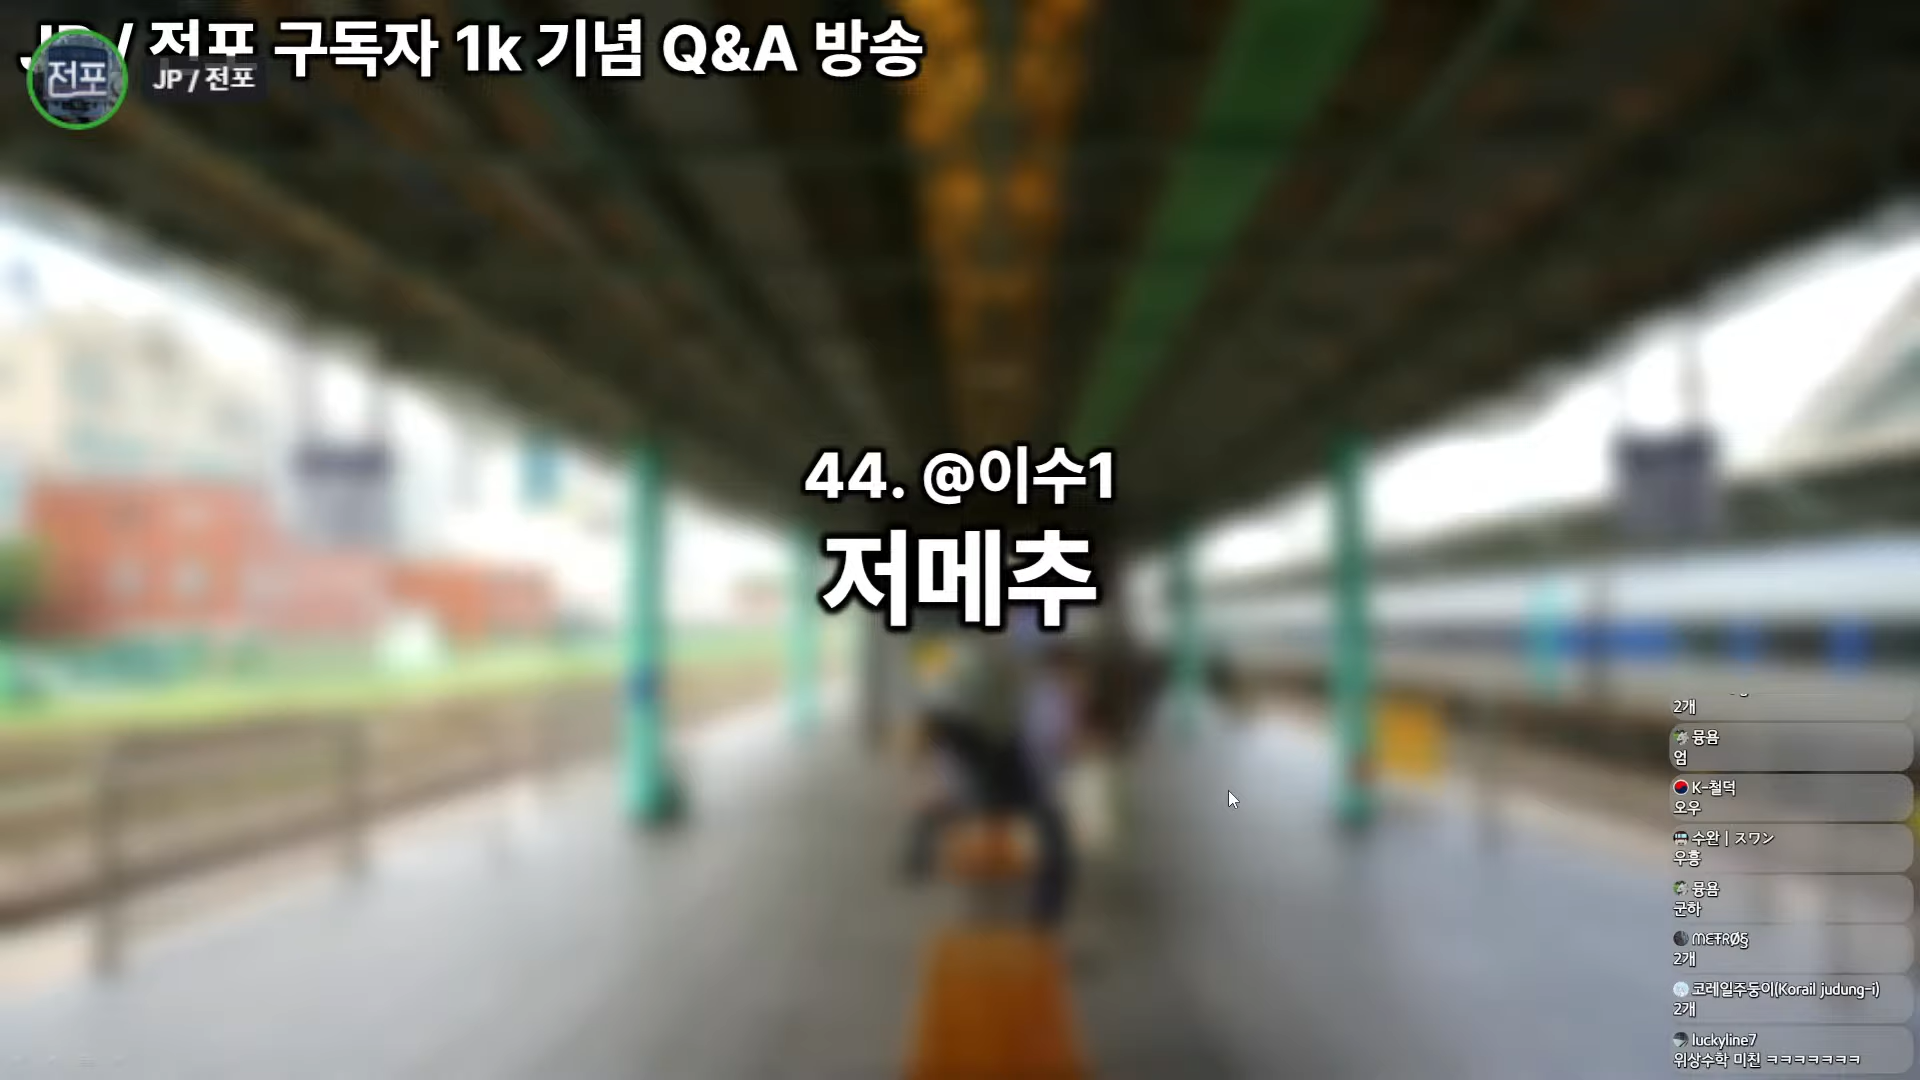 JP / 전포 구독자 1k 기념 Q&A 방송
전포
JP / 전포
44. @이수1
저메추
2개
뮹욤
엄
K-철덕
오우
수완 | スワン
우흥
뮹욤
군하
ᗰЄŦRØ§
2개
코레일주둥이(Korail judung-i)
2개
luckyline7
위상수학 미친 ㅋㅋㅋㅋㅋㅋㅋ